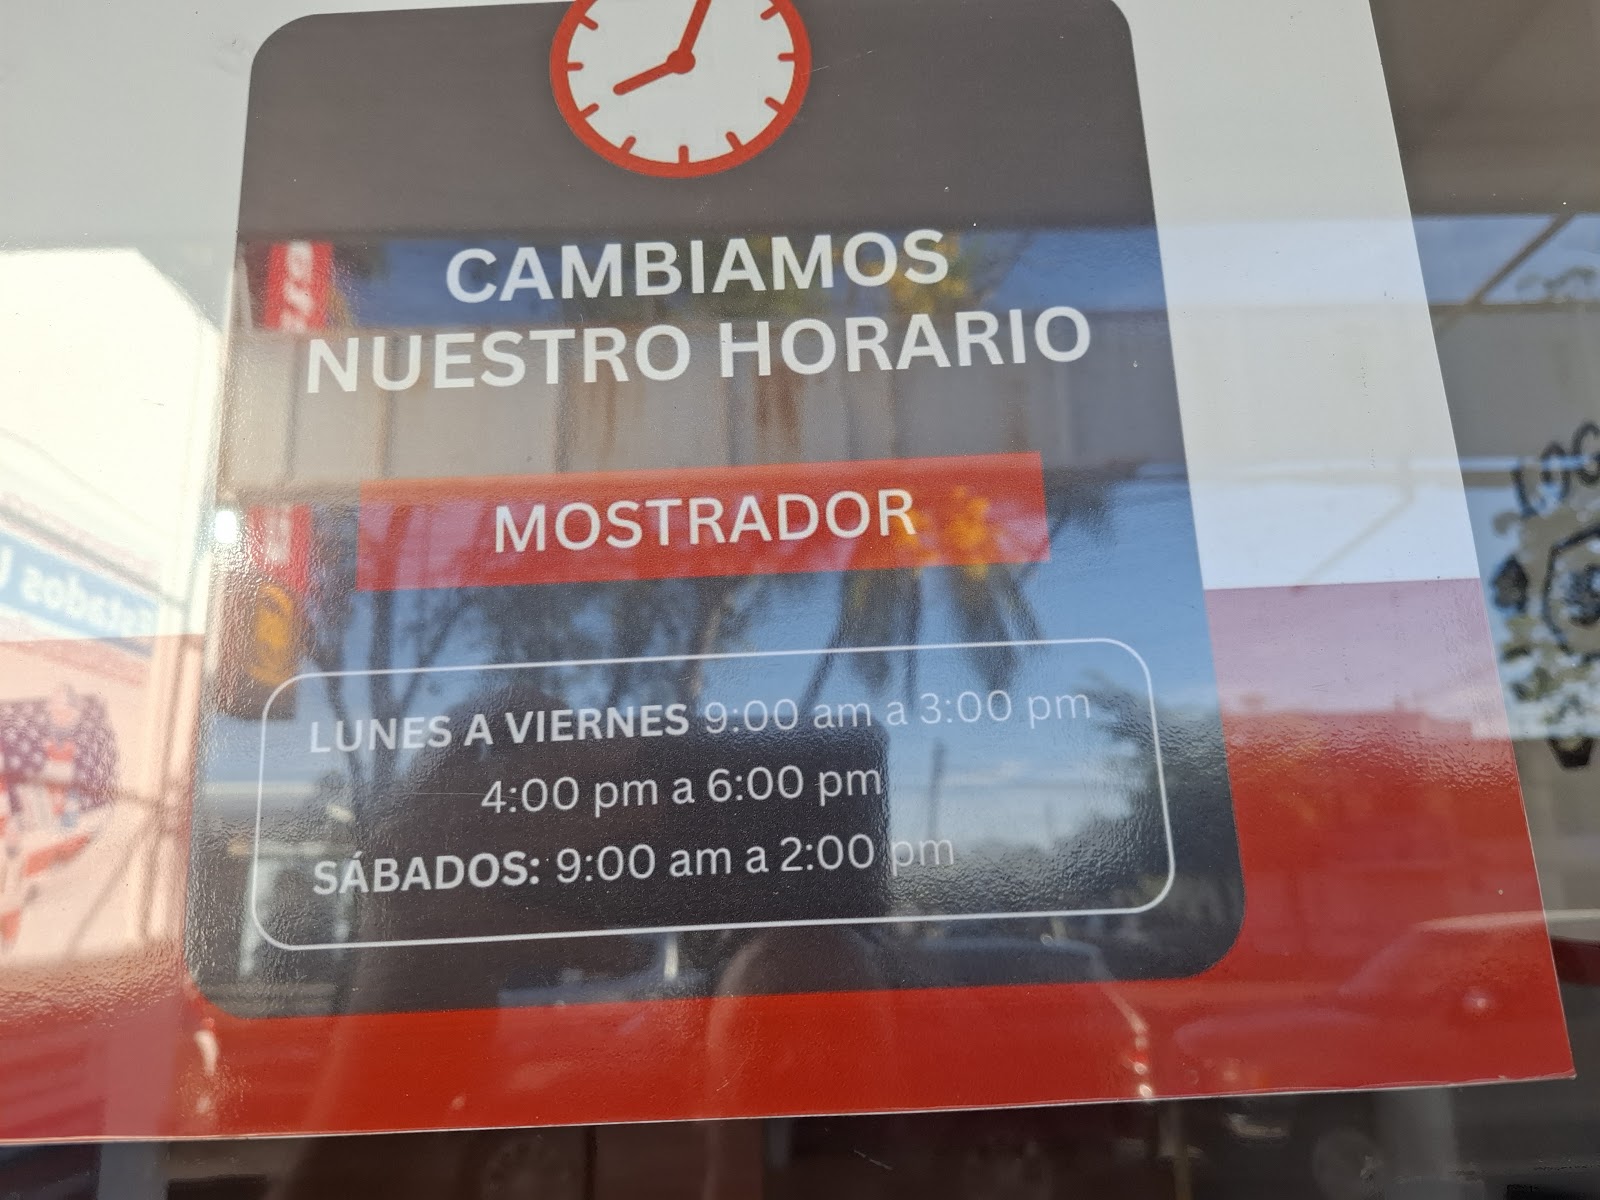 CAMBIAMOS
NUESTRO HORARIO
MOSTRADOR
LUNES A VIERNES 9:00 am a 3:00 pm
4:00 pm a 6:00 pm
SÁBADOS: 9:00 am a 2:00 pm
Estados U